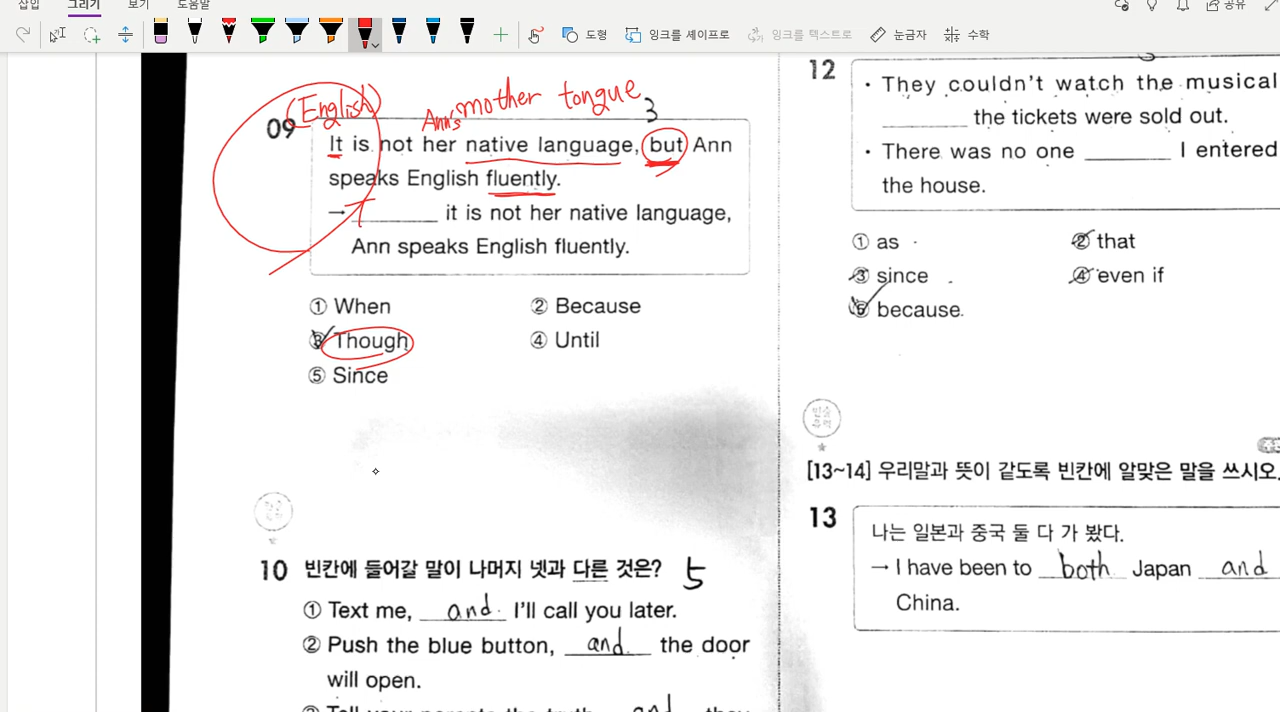 삽입 그리기 보기 도움말 공유
도형 잉크를 셰이프로 잉크를 텍스트로 눈금자 수학
(English) Ann's mother tongue
3
09
It is not her native language, but Ann
speaks English fluently.
→ ________ it is not her native language,
Ann speaks English fluently.
① When ② Because
③ Though ④ Until
⑤ Since
10 빈칸에 들어갈 말이 나머지 넷과 다른 것은? 5
① Text me, and I'll call you later.
② Push the blue button, and the door
will open.
③ Tell your parents the truth, and they
12
• They couldn't watch the musical
________ the tickets were sold out.
• There was no one ________ I entered
the house.
① as ② that
③ since ④ even if
⑤ because
[13~14] 우리말과 뜻이 같도록 빈칸에 알맞은 말을 쓰시오.
13
나는 일본과 중국 둘 다 가 봤다.
→ I have been to both Japan and
China.